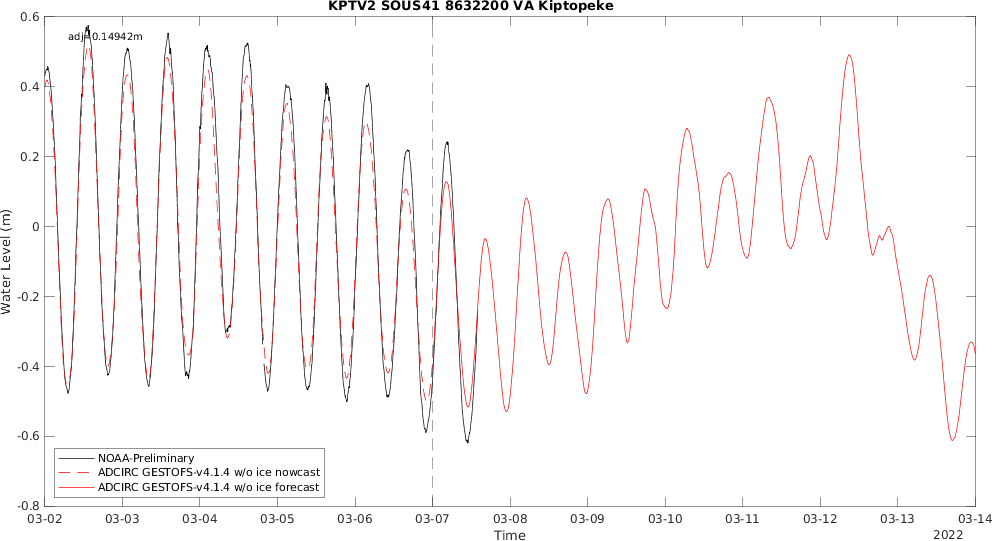 KPTV2 SOUS41 8632200 VA Kiptopeke
adj=0.14942m
0.6
0.4
0.2
0
-0.2
-0.4
-0.6
-0.8
Water Level (m)
NOAA-Preliminary
ADCIRC GESTOFS-v4.1.4 w/o ice nowcast
ADCIRC GESTOFS-v4.1.4 w/o ice forecast
03-02 03-03 03-04 03-05 03-06 03-07 03-08 03-09 03-10 03-11 03-12 03-13 03-14
Time
2022